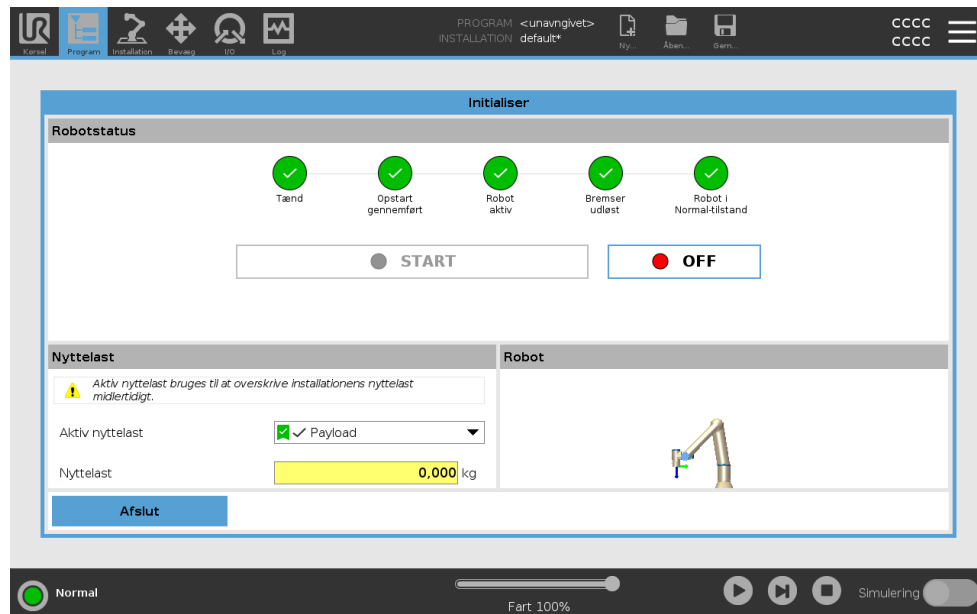 UR
PROGRAM <unavngivet>
INSTALLATION default*
cccc
cccc
Kørsel Program Installation Bevæg I/O Log Ny... Åben... Gem...
Initialiser
Robotstatus
Tænd Opstart gennemført Robot aktiv Bremser udløst Robot i Normal-tilstand
START OFF
Nyttelast
Aktiv nyttelast bruges til at overskrive installationens nyttelast
midlertidigt.
Aktiv nyttelast Payload
Nyttelast 0,000 kg
Robot
Afslut
Normal
Fart 100%
Simulering